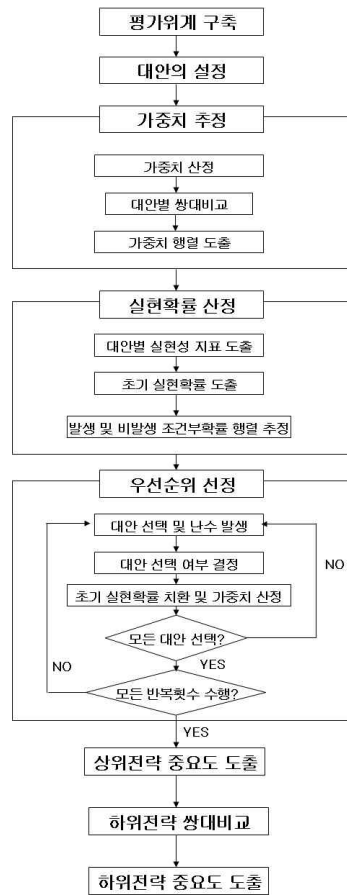 평가위계 구축
대안의 설정
가중치 추정
가중치 산정
대안별 쌍대비교
가중치 행렬 도출
실현확률 산정
대안별 실현성 지표 도출
초기 실현확률 도출
발생 및 비발생 조건부확률 행렬 추정
우선순위 선정
대안 선택 및 난수 발생
대안 선택 여부 결정
NO
초기 실현확률 치환 및 가중치 산정
모든 대안 선택?
NO
YES
모든 반복횟수 수행?
YES
상위전략 중요도 도출
하위전략 쌍대비교
하위전략 중요도 도출